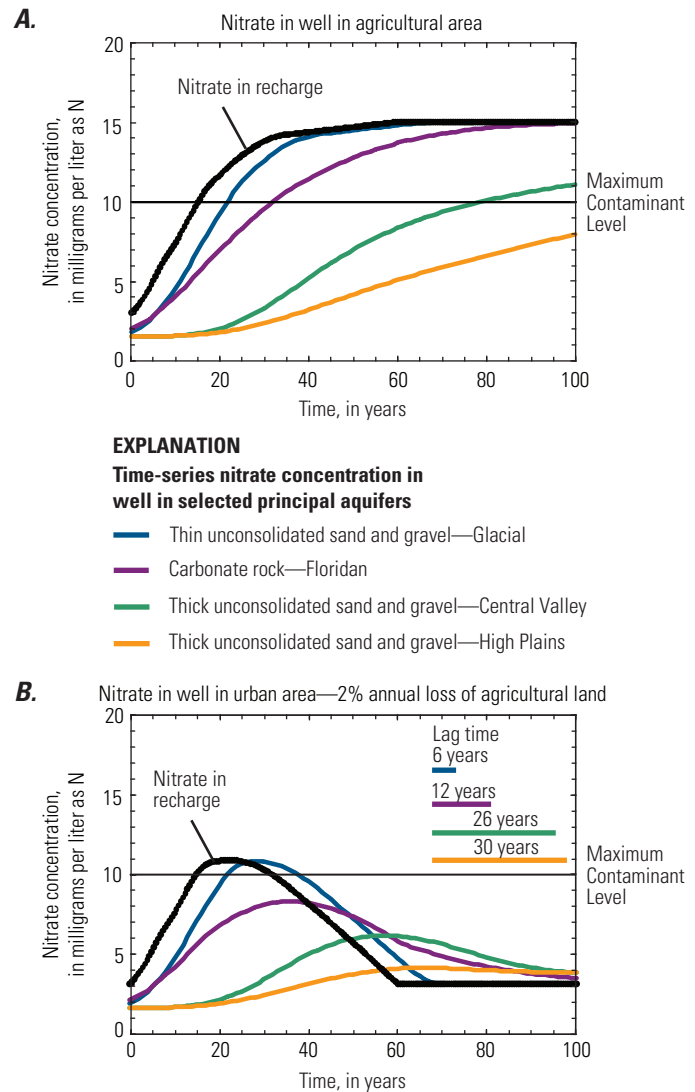 A.
Nitrate in well in agricultural area
20
15
10
5
0
Nitrate concentration,
in milligrams per liter as N
Nitrate in recharge
Maximum
Contaminant
Level
0 20 40 60 80 100
Time, in years
EXPLANATION
Time-series nitrate concentration in
well in selected principal aquifers
Thin unconsolidated sand and gravel—Glacial
Carbonate rock—Floridan
Thick unconsolidated sand and gravel—Central Valley
Thick unconsolidated sand and gravel—High Plains
B.
Nitrate in well in urban area—2% annual loss of agricultural land
20
15
10
5
0
Nitrate concentration,
in milligrams per liter as N
Nitrate in
recharge
Lag time
6 years
12 years
26 years
30 years
Maximum
Contaminant
Level
0 20 40 60 80 100
Time, in years